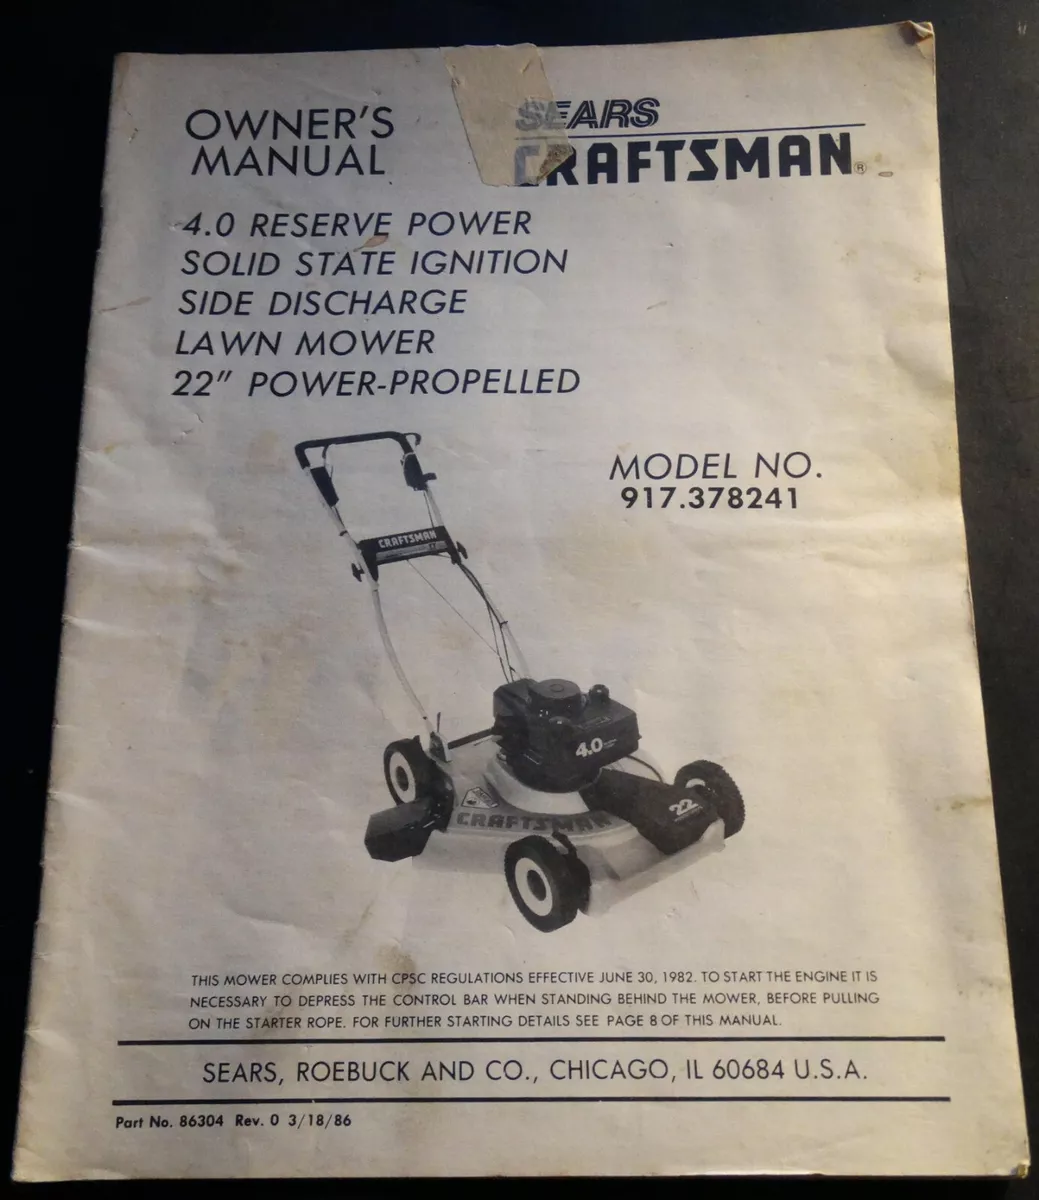 OWNER'S
MANUAL
SEARS
CRAFTSMAN®
4.0 RESERVE POWER
SOLID STATE IGNITION
SIDE DISCHARGE
LAWN MOWER
22" POWER-PROPELLED
MODEL NO.
917.378241
CRAFTSMAN
22
4.0
22
CRAFTSMAN
THIS MOWER COMPLIES WITH CPSC REGULATIONS EFFECTIVE JUNE 30, 1982. TO START THE ENGINE IT IS
NECESSARY TO DEPRESS THE CONTROL BAR WHEN STANDING BEHIND THE MOWER, BEFORE PULLING
ON THE STARTER ROPE. FOR FURTHER STARTING DETAILS SEE PAGE 8 OF THIS MANUAL.
SEARS, ROEBUCK AND CO., CHICAGO, IL 60684 U.S.A.
Part No. 86304 Rev. 0 3/18/86